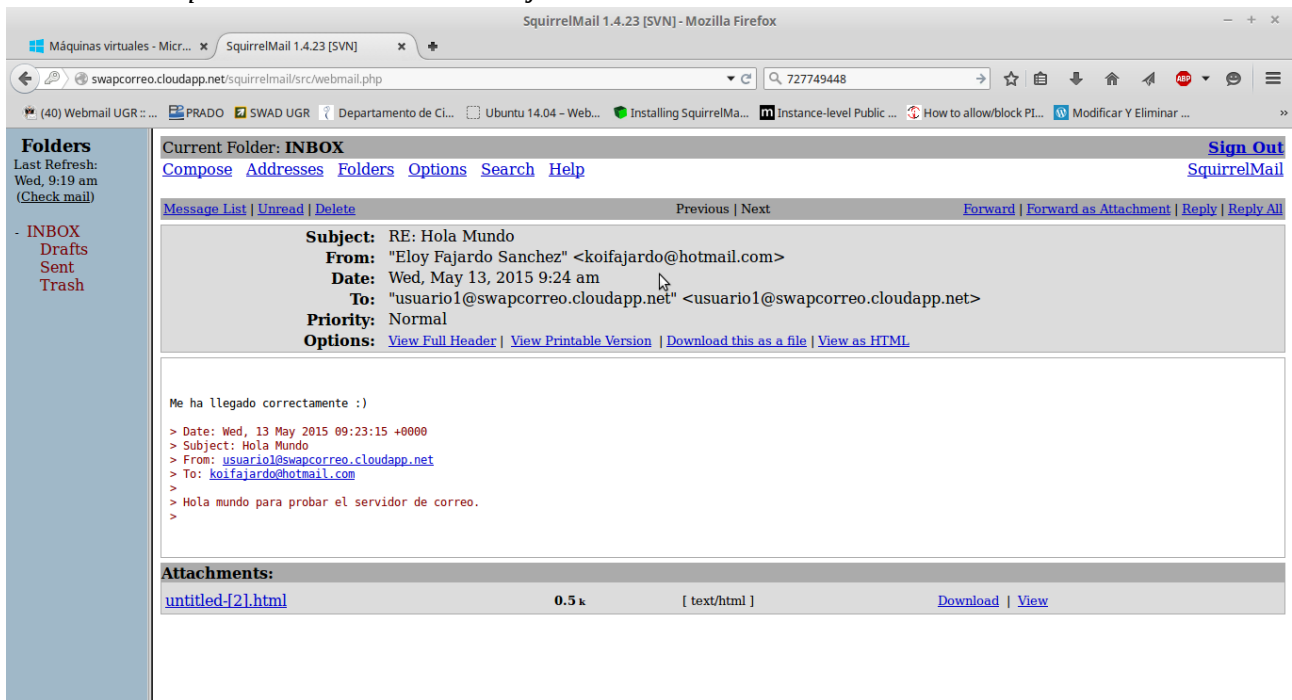 SquirrelMail 1.4.23 [SVN] - Mozilla Firefox
Máquinas virtuales - Micr... SquirrelMail 1.4.23 [SVN]
swapcorreo.cloudapp.net/squirrelmail/src/webmail.php 727749448 ABP
(40) Webmail UGR :: ... PRADO SWAD UGR Departamento de Ci... Ubuntu 14.04 – Web... Installing SquirrelMa... Instance-level Public ... How to allow/block PI... Modificar Y Eliminar ... »
Folders
Last Refresh:
Wed, 9:19 am
(Check mail)
- INBOX
Drafts
Sent
Trash
Current Folder: INBOX Sign Out
Compose Addresses Folders Options Search Help SquirrelMail
Message List | Unread | Delete Previous | Next Forward | Forward as Attachment | Reply | Reply All
Subject: RE: Hola Mundo
From: "Eloy Fajardo Sanchez" <koifajardo@hotmail.com>
Date: Wed, May 13, 2015 9:24 am
To: "usuario1@swapcorreo.cloudapp.net" <usuario1@swapcorreo.cloudapp.net>
Priority: Normal
Options: View Full Header | View Printable Version | Download this as a file | View as HTML
Me ha llegado correctamente :)
> Date: Wed, 13 May 2015 09:23:15 +0000
> Subject: Hola Mundo
> From: usuario1@swapcorreo.cloudapp.net
> To: koifajardo@hotmail.com
>
> Hola mundo para probar el servidor de correo.
>
Attachments:
untitled-[2].html 0.5 k [ text/html ] Download | View